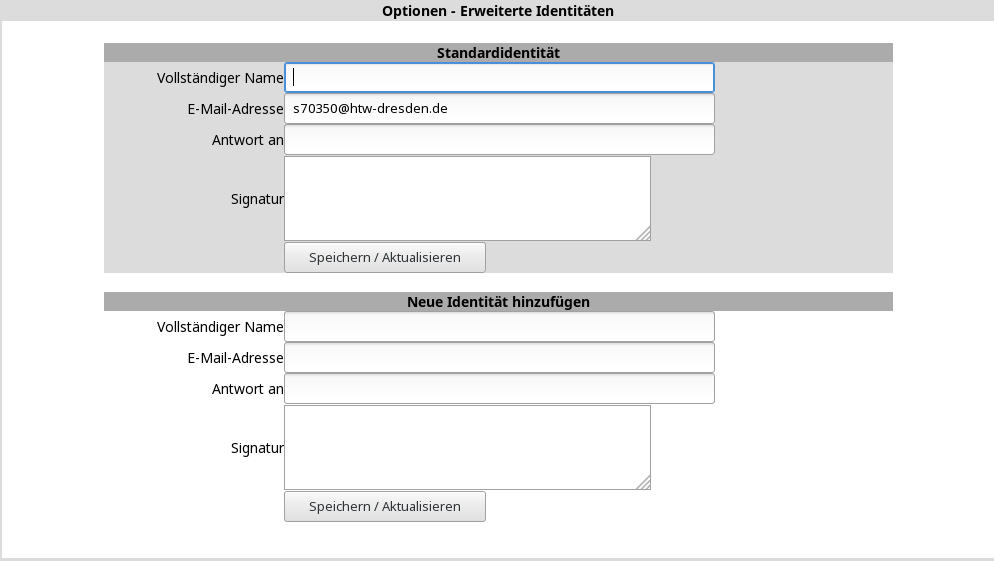 Optionen - Erweiterte Identitäten
Standardidentität
Vollständiger Name
E-Mail-Adresse s70350@htw-dresden.de
Antwort an
Signatur
Speichern / Aktualisieren
Neue Identität hinzufügen
Vollständiger Name
E-Mail-Adresse
Antwort an
Signatur
Speichern / Aktualisieren